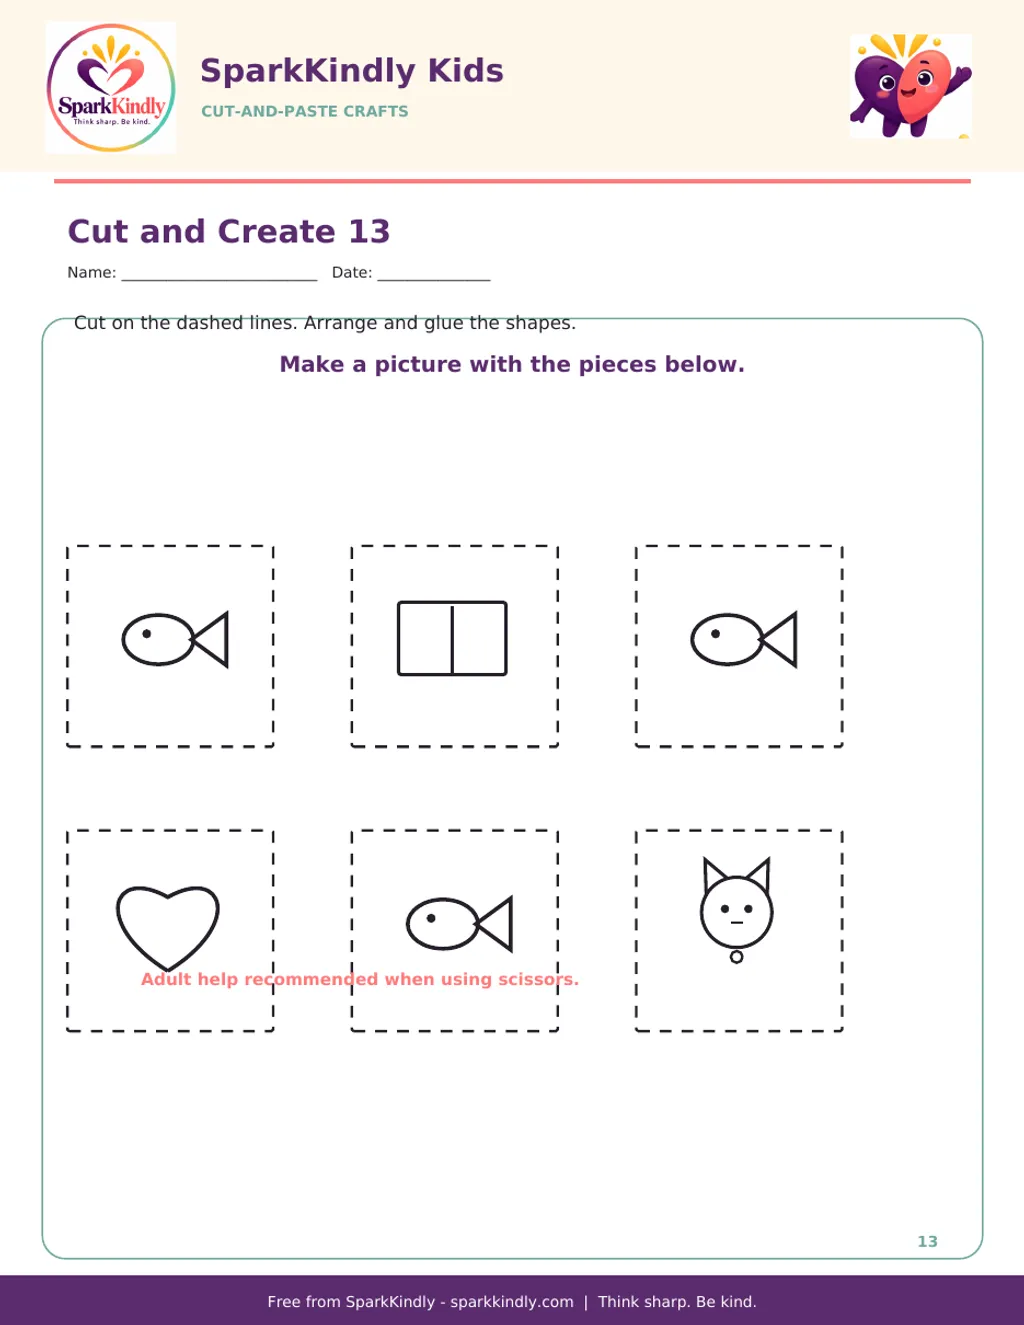 SparkKindly
Think sharp. Be kind.
SparkKindly Kids
CUT-AND-PASTE CRAFTS
Cut and Create 13
Name: __________________________ Date: _______________
Cut on the dashed lines. Arrange and glue the shapes.
Make a picture with the pieces below.
Adult help recommended when using scissors.
13
Free from SparkKindly - sparkkindly.com | Think sharp. Be kind.